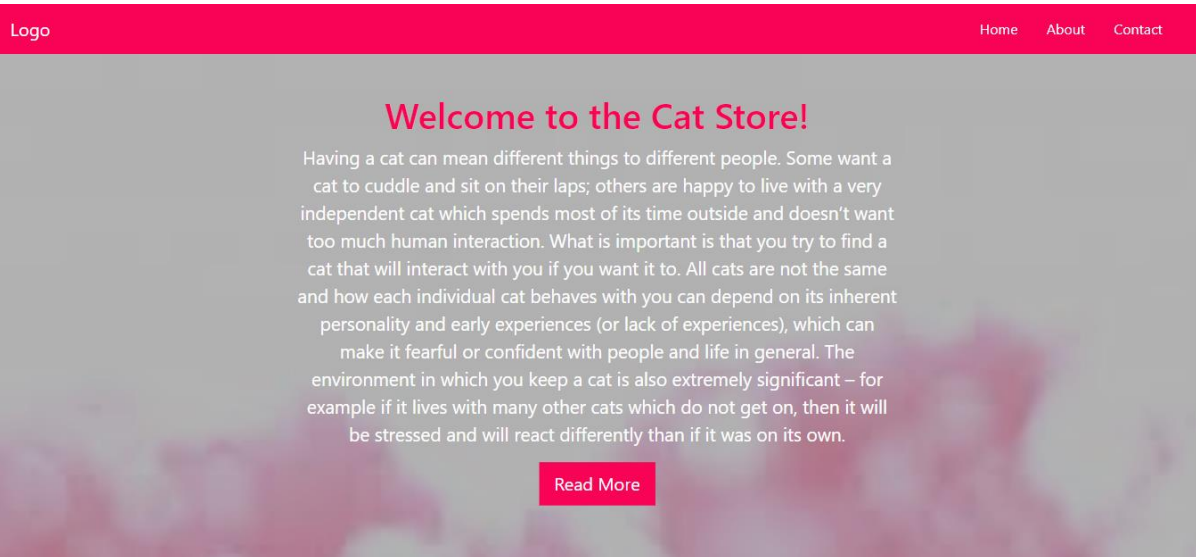 Logo
Home About Contact
Welcome to the Cat Store!
Having a cat can mean different things to different people. Some want a
cat to cuddle and sit on their laps; others are happy to live with a very
independent cat which spends most of its time outside and doesn’t want
too much human interaction. What is important is that you try to find a
cat that will interact with you if you want it to. All cats are not the same
and how each individual cat behaves with you can depend on its inherent
personality and early experiences (or lack of experiences), which can
make it fearful or confident with people and life in general. The
environment in which you keep a cat is also extremely significant – for
example if it lives with many other cats which do not get on, then it will
be stressed and will react differently than if it was on its own.
Read More